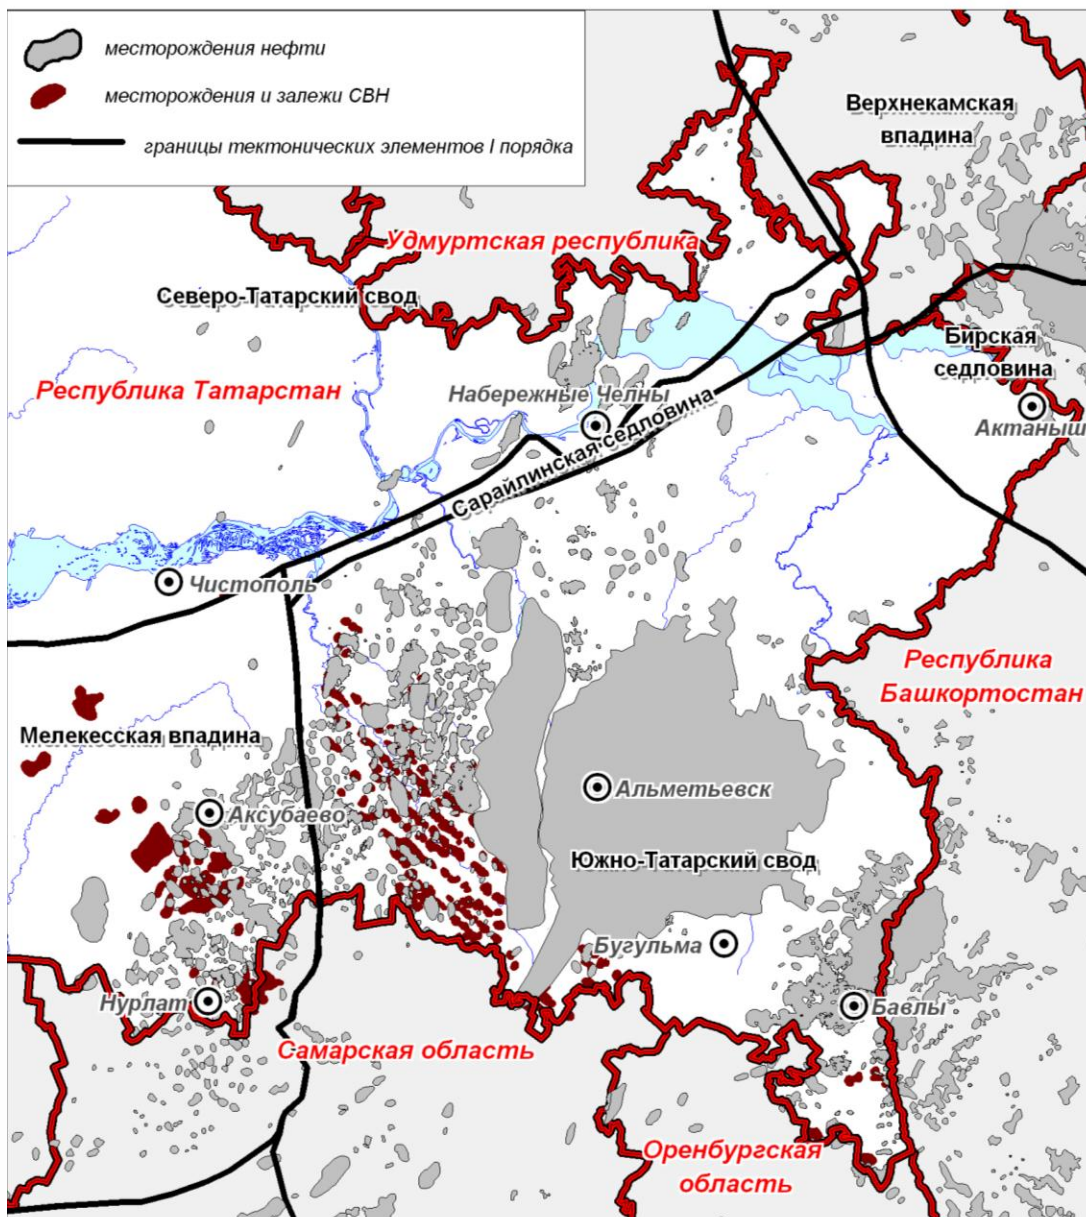 месторождения нефти
месторождения и залежи СВН
границы тектонических элементов I порядка
Верхнекамская
впадина
Удмуртская республика
Северо-Татарский свод
Бирская
седловина
Республика Татарстан
Набережные Челны
Актаныш
Сарайлинская седловина
Чистополь
Республика
Башкортостан
Мелекесская впадина
Альметьевск
Аксубаево
Южно-Татарский свод
Бугульма
Нурлат
Бавлы
Самарская область
Оренбургская
область